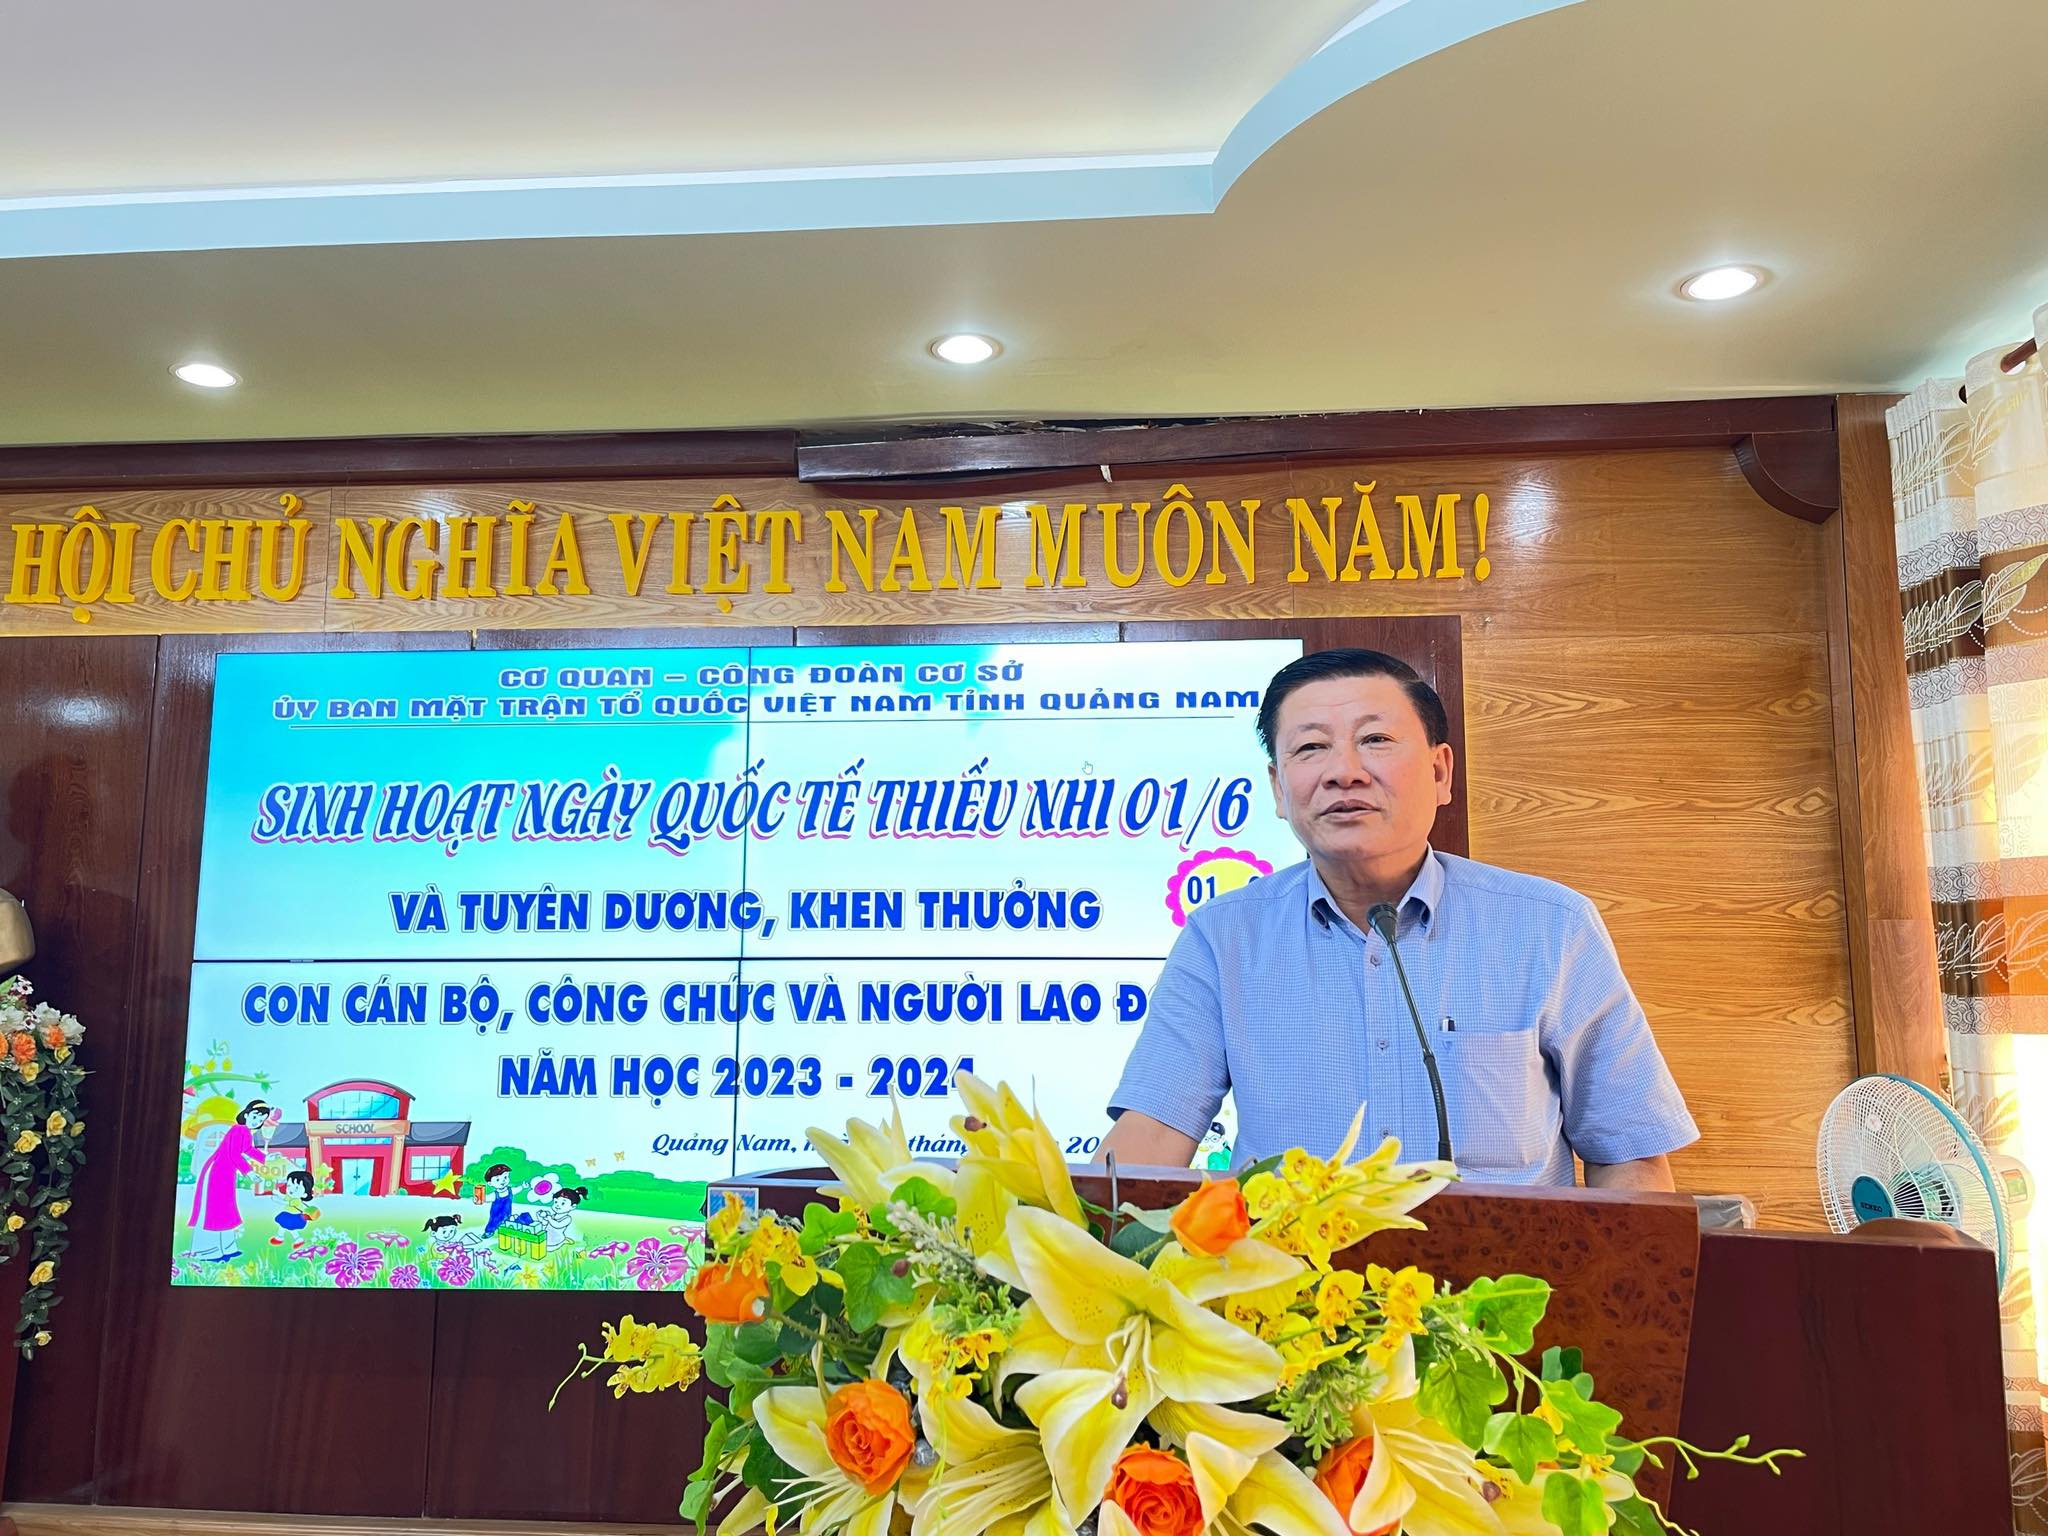 HỘI CHỦ NGHĨA VIỆT NAM MUÔN NĂM!
CƠ QUAN – CÔNG ĐOÀN CƠ SỞ
ỦY BAN MẶT TRẬN TỔ QUỐC VIỆT NAM TỈNH QUẢNG NAM
SINH HOẠT NGÀY QUỐC TẾ THIẾU NHI 01/6
VÀ TUYÊN DƯƠNG, KHEN THƯỞNG
01
CON CÁN BỘ, CÔNG CHỨC VÀ NGƯỜI LAO
NĂM HỌC 2023 - 2024
Quảng Nam, tháng
SCHOOL